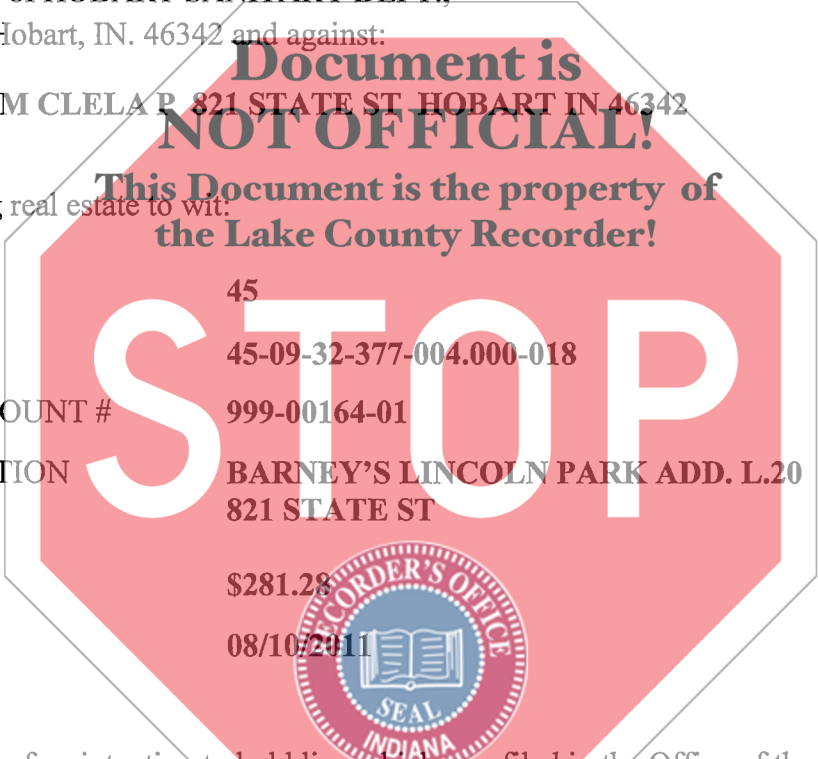 Hobart, IN. 46342 and against:
Document is
M CLELA P 821 STATE ST HOBART IN 46342
NOT OFFICIAL!
This Document is the property of
real estate to wit:
the Lake County Recorder!
45
STOP
45-09-32-377-004.000-018
OUNT # 999-00164-01
TION BARNEY’S LINCOLN PARK ADD. L.20
821 STATE ST
$281.28
08/10/2011
RECORDER'S OFFICE
SEAL
INDIANA